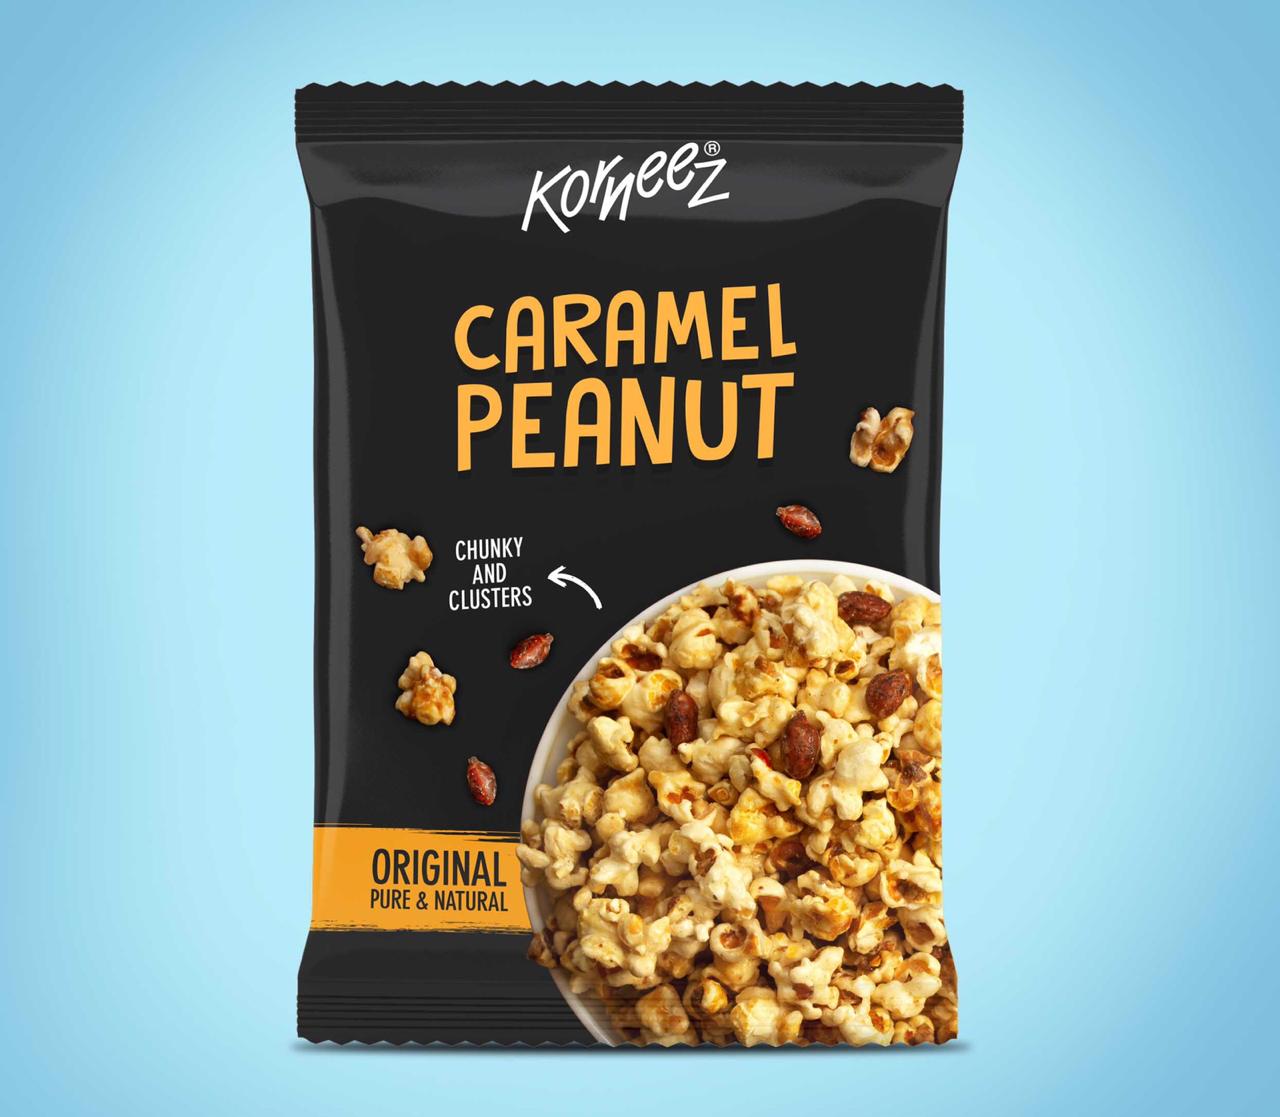 Korneez®
CARAMEL
PEANUT
CHUNKY
AND
CLUSTERS
ORIGINAL
PURE & NATURAL